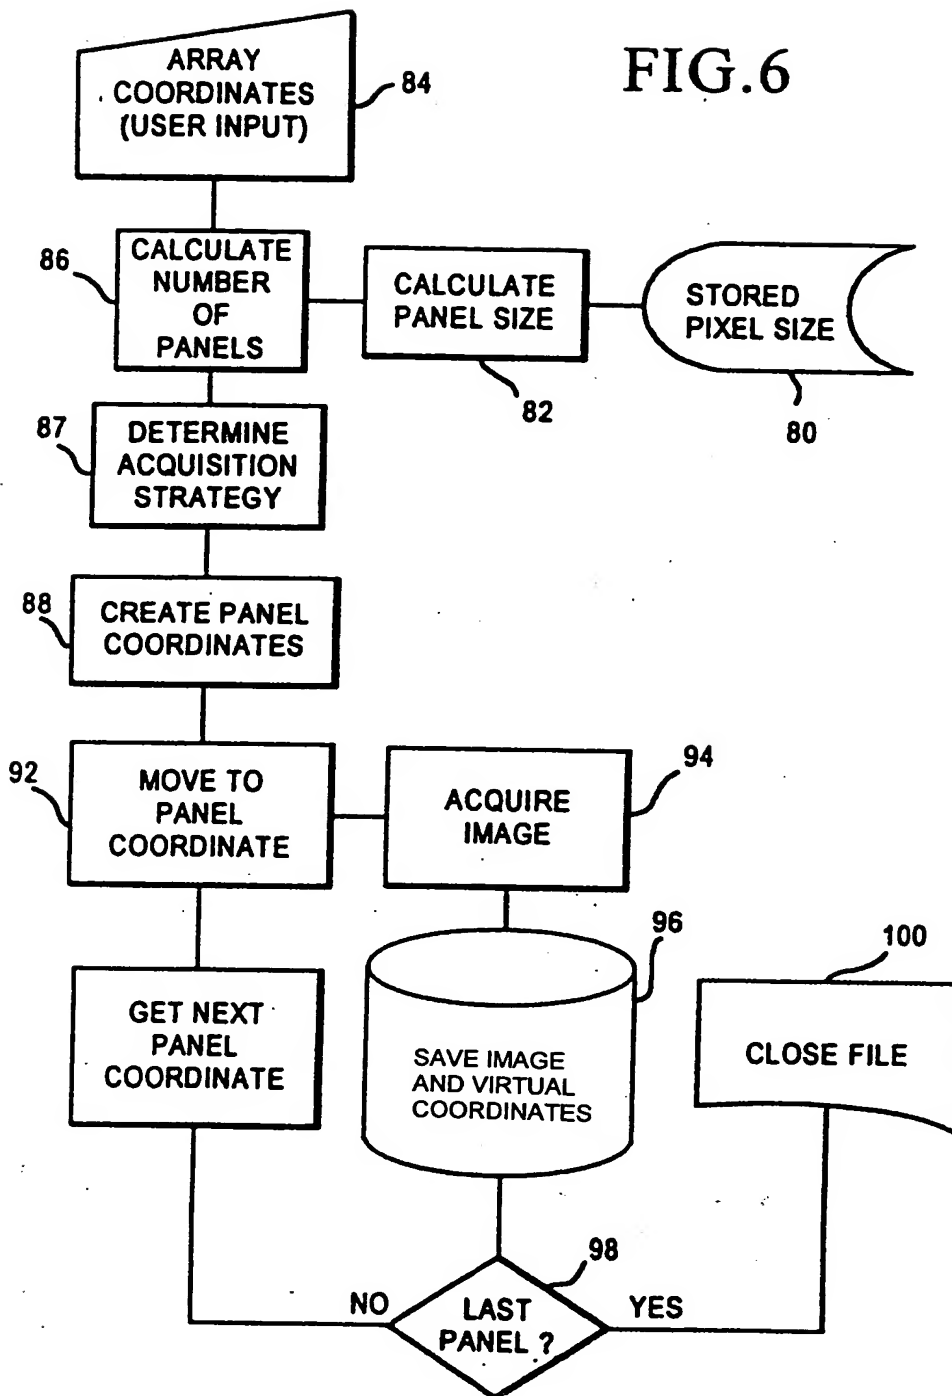 FIG.6
ARRAY
COORDINATES
(USER INPUT)
84
86
CALCULATE
NUMBER
OF
PANELS
CALCULATE
PANEL SIZE
82
STORED
PIXEL SIZE
80
87
DETERMINE
ACQUISITION
STRATEGY
88
CREATE PANEL
COORDINATES
92
MOVE TO
PANEL
COORDINATE
ACQUIRE
IMAGE
94
GET NEXT
PANEL
COORDINATE
SAVE IMAGE
AND VIRTUAL
COORDINATES
96
100
CLOSE FILE
98
NO
LAST
PANEL ?
YES